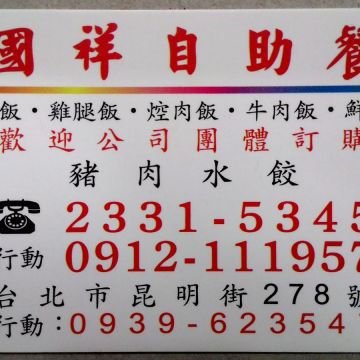 國祥自助餐
飯·雞腿飯·焢肉飯·牛肉飯·鮮
歡迎公司團體訂購
豬肉水餃
2331-5345
行動 0912-111957
台北市昆明街278號
行動:0939-62354